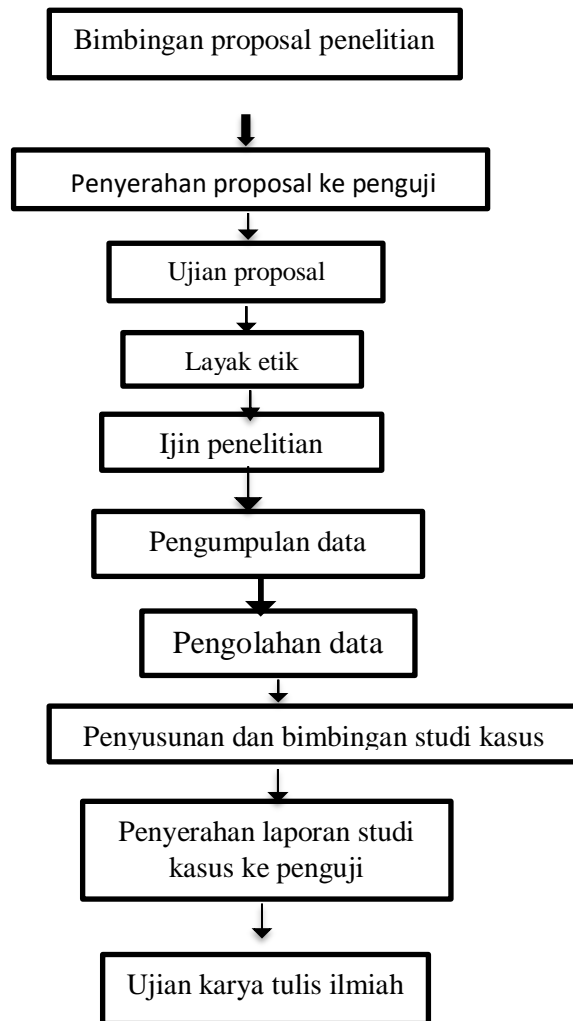 Bimbingan proposal penelitian
Penyerahan proposal ke penguji
Ujian proposal
Layak etik
Ijin penelitian
Pengumpulan data
Pengolahan data
Penyusunan dan bimbingan studi kasus
Penyerahan laporan studi
kasus ke penguji
Ujian karya tulis ilmiah